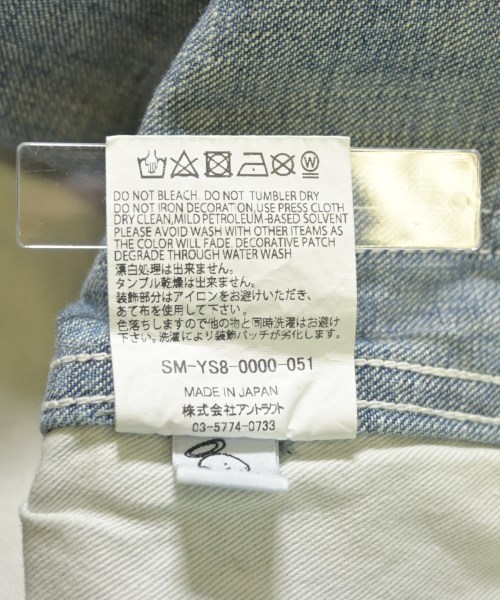 DO NOT BLEACH. DO NOT TUMBLER DRY
DO NOT IRON DECORATION,USE PRESS CLOTH
DRY CLEAN,MILD PETROLEUM-BASED SOLVENT
PLEASE AVOID WASH WITH OTHER ITEAMS AS
THE COLOR WILL FADE. DECORATIVE PATCH
DEGRADE THROUGH WATER WASH.
漂白処理は出来ません。
タンブル乾燥は出来ません。
装飾部分はアイロンをお避けいただき、
あて布を使用して下さい。
色落ちしますので他の物と同時洗濯はお避け
下さい。洗濯により装飾パッチが劣化します。
SM-YS8-0000-051
MADE IN JAPAN
株式会社アントラクト
03-5774-0733